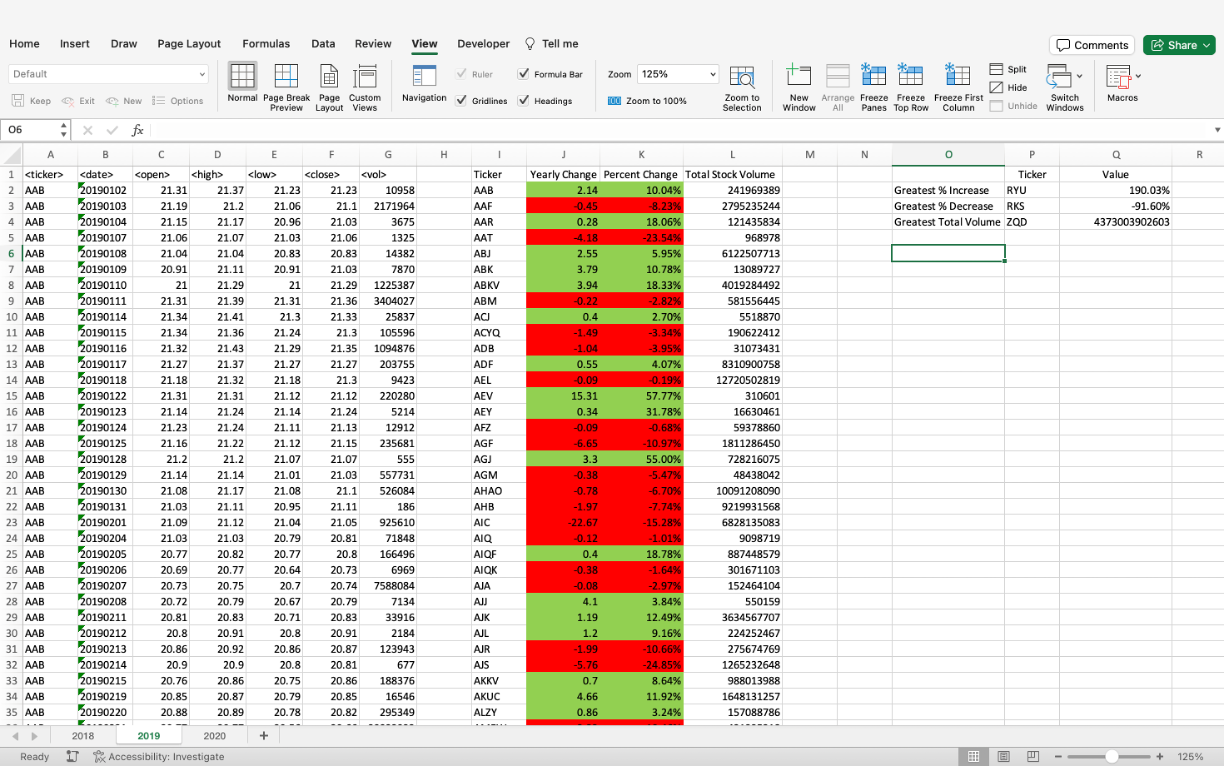 Home Insert Draw Page Layout Formulas Data Review View Developer Tell me Comments Share
Default Ruler Formula Bar Zoom 125% Split
Keep Exit New Options Normal Page Break Preview Page Layout Custom Views Navigation Gridlines Headings 100 Zoom to 100% Zoom to Selection New Window Arrange All Freeze Panes Freeze Top Row Freeze First Column Hide Unhide Switch Windows Macros
O6 fx
A B C D E F G H I J K L M N O P Q R
1 <ticker> <date> <open> <high> <low> <close> <vol> Ticker Yearly Change Percent Change Total Stock Volume Ticker Value
2 AAB 20190102 21.31 21.37 21.23 21.23 10958 AAB 2.14 10.04% 241969389 Greatest % Increase RYU 190.03%
3 AAB 20190103 21.19 21.2 21.06 21.1 2171964 AAF -0.45 -8.23% 2795235244 Greatest % Decrease RKS -91.60%
4 AAB 20190104 21.15 21.17 20.96 21.03 3675 AAR 0.28 18.06% 121435834 Greatest Total Volume ZQD 4373003902603
5 AAB 20190107 21.06 21.07 21.03 21.06 1325 AAT -4.18 -23.54% 968978
6 AAB 20190108 21.04 21.04 20.83 20.83 14382 ABJ 2.55 5.95% 6122507713
7 AAB 20190109 20.91 21.11 20.91 21.03 7870 ABK 3.79 10.78% 13089727
8 AAB 20190110 21 21.29 21 21.29 1225387 ABKV 3.94 18.33% 4019284492
9 AAB 20190111 21.31 21.39 21.31 21.36 3404027 ABM -0.22 -2.82% 581556445
10 AAB 20190114 21.34 21.41 21.3 21.33 25837 ACJ 0.4 2.70% 5518870
11 AAB 20190115 21.34 21.36 21.24 21.3 105596 ACYQ -1.49 -3.34% 190622412
12 AAB 20190116 21.32 21.43 21.29 21.35 1094876 ADB -1.04 -3.95% 31073431
13 AAB 20190117 21.27 21.37 21.27 21.27 203755 ADF 0.55 4.07% 8310900758
14 AAB 20190118 21.18 21.32 21.18 21.3 9423 AEL -0.09 -0.19% 12720502819
15 AAB 20190122 21.31 21.31 21.12 21.12 220280 AEV 15.31 57.77% 310601
16 AAB 20190123 21.14 21.24 21.14 21.24 5214 AEY 0.34 31.78% 16630461
17 AAB 20190124 21.23 21.24 21.11 21.13 12912 AFZ -0.09 -0.68% 59378860
18 AAB 20190125 21.16 21.22 21.12 21.15 235681 AGF -6.65 -10.97% 1811286450
19 AAB 20190128 21.2 21.2 21.07 21.07 555 AGJ 3.3 55.00% 728216075
20 AAB 20190129 21.14 21.14 21.01 21.03 557731 AGM -0.38 -5.47% 48438042
21 AAB 20190130 21.08 21.17 21.08 21.1 526084 AHAO -0.78 -6.70% 10091208090
22 AAB 20190131 21.03 21.11 20.95 21.11 186 AHB -1.97 -7.74% 9219931568
23 AAB 20190201 21.09 21.12 21.04 21.05 925610 AIC -22.67 -15.28% 6828135083
24 AAB 20190204 21.03 21.03 20.79 20.81 71848 AIQ -0.12 -1.01% 9098719
25 AAB 20190205 20.77 20.82 20.77 20.8 166496 AIQF 0.4 18.78% 887448579
26 AAB 20190206 20.69 20.77 20.64 20.73 6969 AIQK -0.38 -1.64% 301671103
27 AAB 20190207 20.73 20.75 20.7 20.74 7588084 AJA -0.08 -2.97% 152464104
28 AAB 20190208 20.72 20.79 20.67 20.79 7134 AJJ 4.1 3.84% 550159
29 AAB 20190211 20.81 20.83 20.71 20.83 33916 AJK 1.19 12.49% 3634567707
30 AAB 20190212 20.8 20.91 20.8 20.91 2184 AJL 1.2 9.16% 224252467
31 AAB 20190213 20.86 20.92 20.86 20.87 123943 AJR -1.99 -10.66% 275674769
32 AAB 20190214 20.9 20.9 20.8 20.81 677 AJS -5.76 -24.85% 1265232648
33 AAB 20190215 20.76 20.86 20.75 20.86 188376 AKKV 0.7 8.64% 988013988
34 AAB 20190219 20.85 20.87 20.79 20.85 16546 AKUC 4.66 11.92% 1648131257
35 AAB 20190220 20.88 20.89 20.78 20.82 295349 ALZY 0.86 3.24% 157088786
2018 2019 2020 +
Ready Accessibility: Investigate 125%